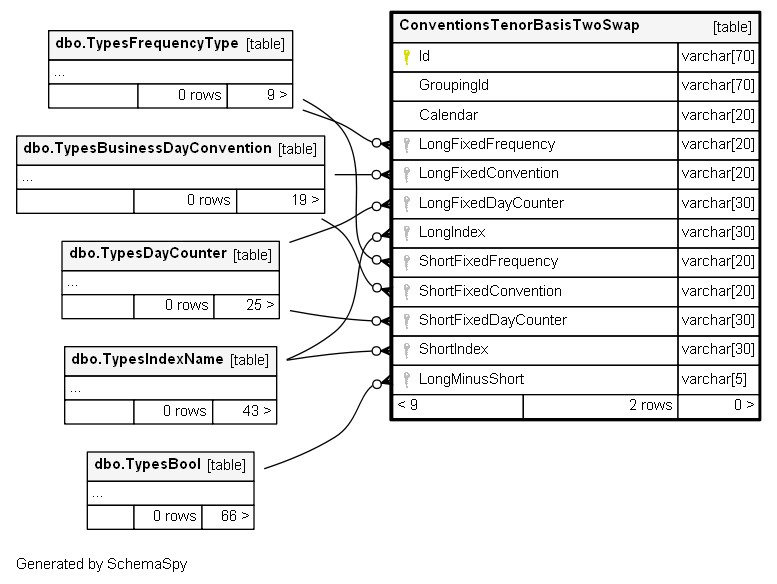 dbo.TypesFrequencyType [table]
...
0 rows 9 >
dbo.TypesBusinessDayConvention [table]
...
0 rows 19 >
dbo.TypesDayCounter [table]
...
0 rows 25 >
dbo.TypesIndexName [table]
...
0 rows 43 >
dbo.TypesBool [table]
...
0 rows 66 >
ConventionsTenorBasisTwoSwap [table]
Id varchar[70]
GroupingId varchar[70]
Calendar varchar[20]
LongFixedFrequency varchar[20]
LongFixedConvention varchar[20]
LongFixedDayCounter varchar[30]
LongIndex varchar[30]
ShortFixedFrequency varchar[20]
ShortFixedConvention varchar[20]
ShortFixedDayCounter varchar[30]
ShortIndex varchar[30]
LongMinusShort varchar[5]
< 9 2 rows 0 >
Generated by SchemaSpy